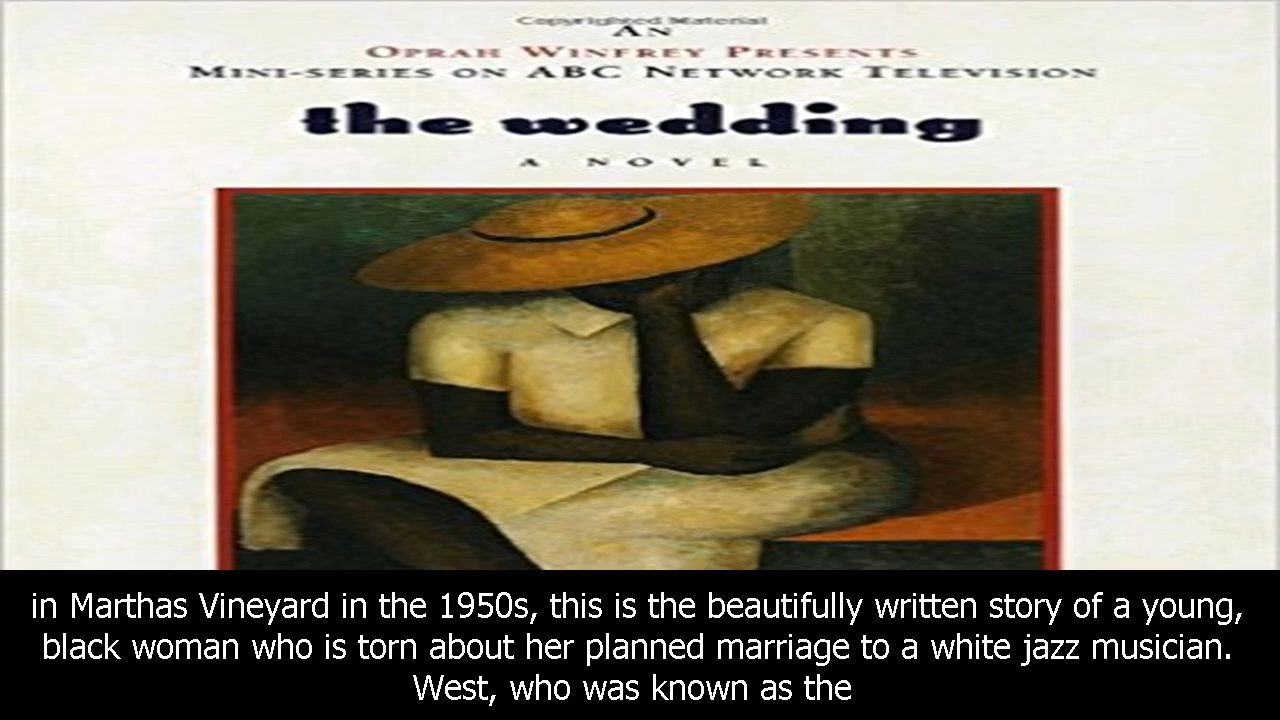 Copyrighted Material
AN
OPRAH WINFREY PRESENTS
MINI-SERIES ON ABC NETWORK TELEVISION
the wedding
A NOVEL
in Marthas Vineyard in the 1950s, this is the beautifully written story of a young,
black woman who is torn about her planned marriage to a white jazz musician.
West, who was known as the